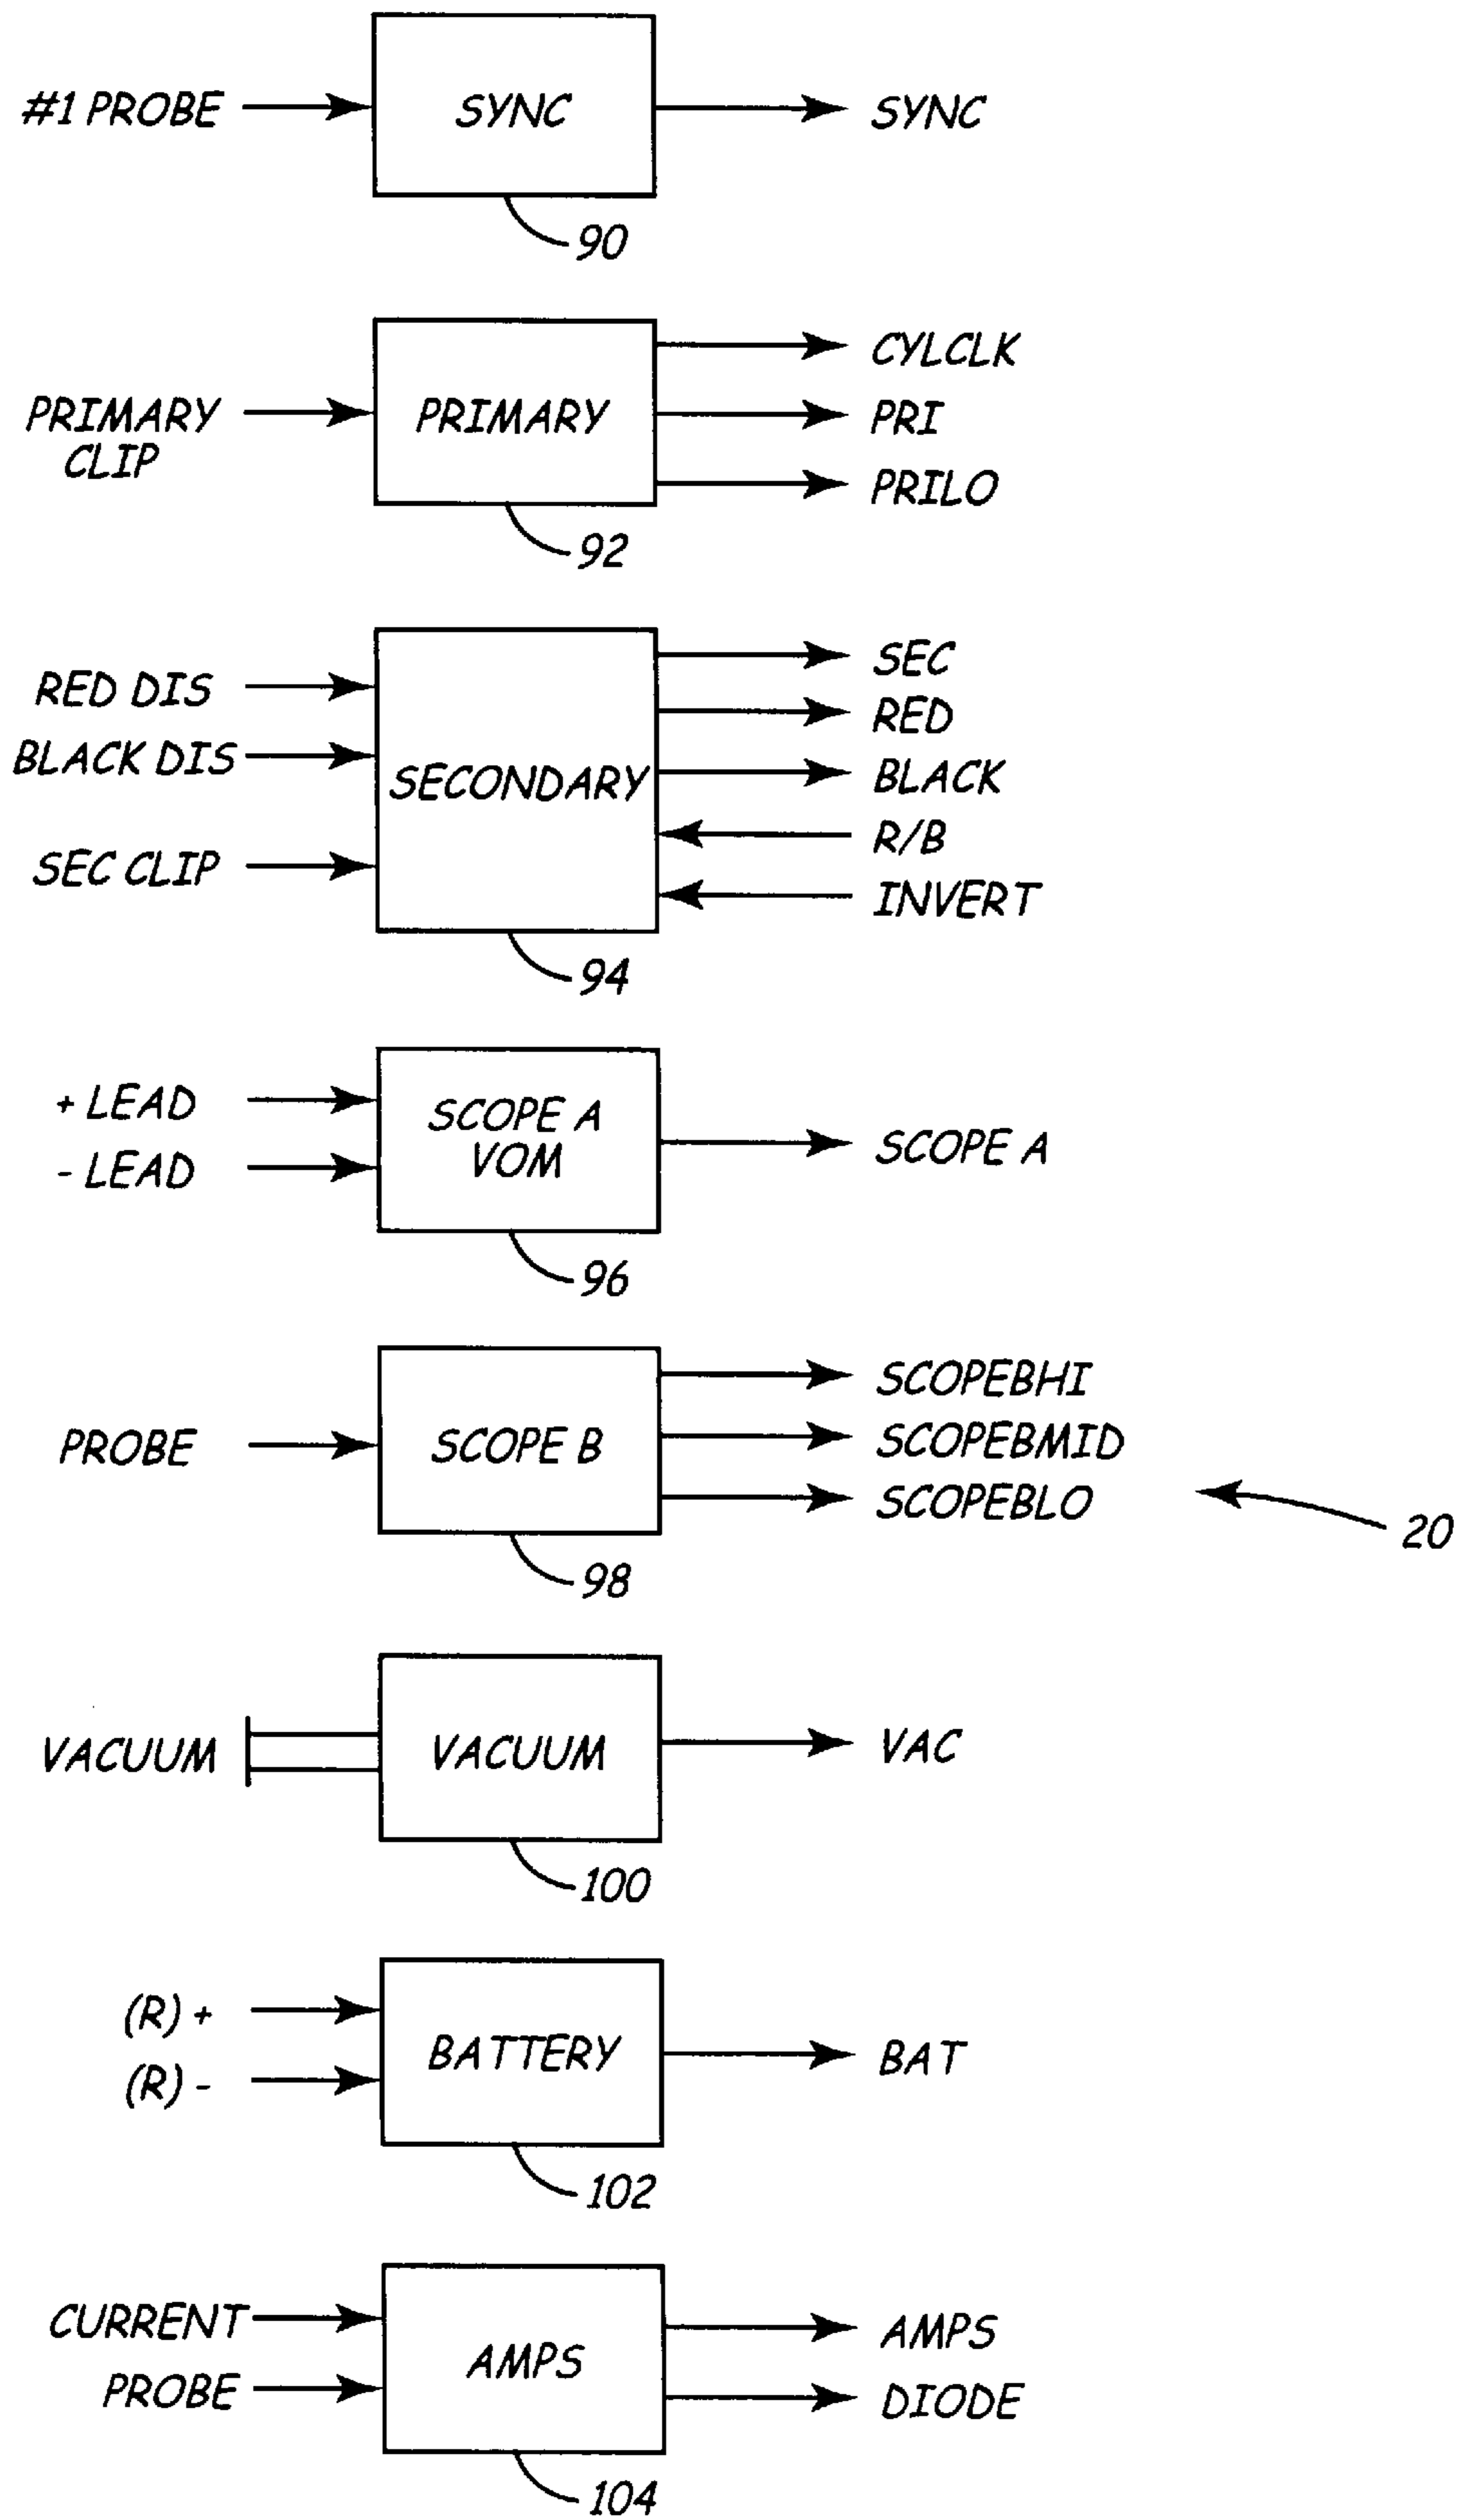 #1 PROBE
SYNC
SYNC
90
PRIMARY
CLIP
PRIMARY
CYLCLK
PRI
PRILO
92
RED DIS
BLACK DIS
SEC CLIP
SECONDARY
SEC
RED
BLACK
R/B
INVERT
94
+ LEAD
- LEAD
SCOPE A
VOM
SCOPE A
96
PROBE
SCOPE B
SCOPEBHI
SCOPEBMID
SCOPEBLO
20
98
VACUUM
VACUUM
VAC
100
(R) +
(R) -
BATTERY
BAT
102
CURRENT
PROBE
AMPS
AMPS
DIODE
104